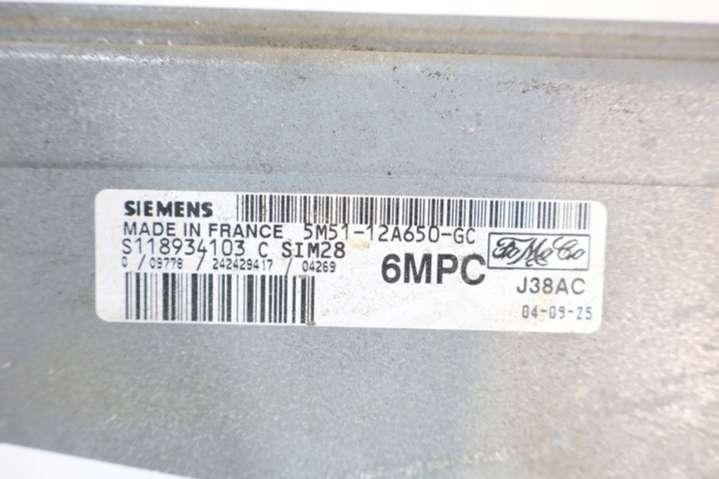 SIEMENS
MADE IN FRANCE 5M51-12A650-GC
S118934103 C SIM28
0 / 09778 / 242429417 / 04269
6MPC
FoMoCo
J38AC
04-09-25